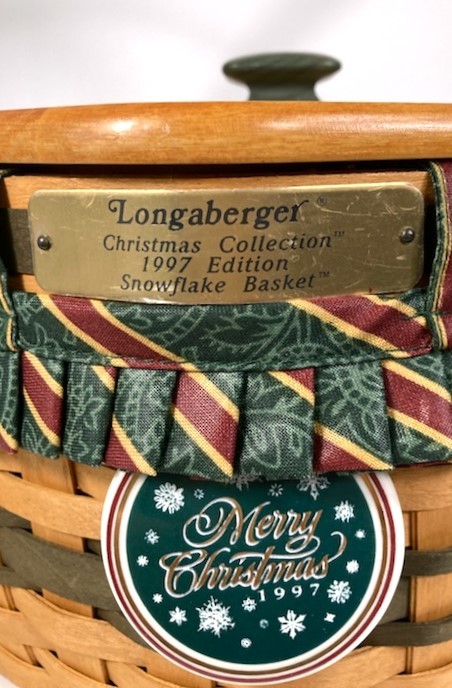 Longaberger®
Christmas Collection™
1997 Edition
Snowflake Basket™
Merry
Christmas
1997